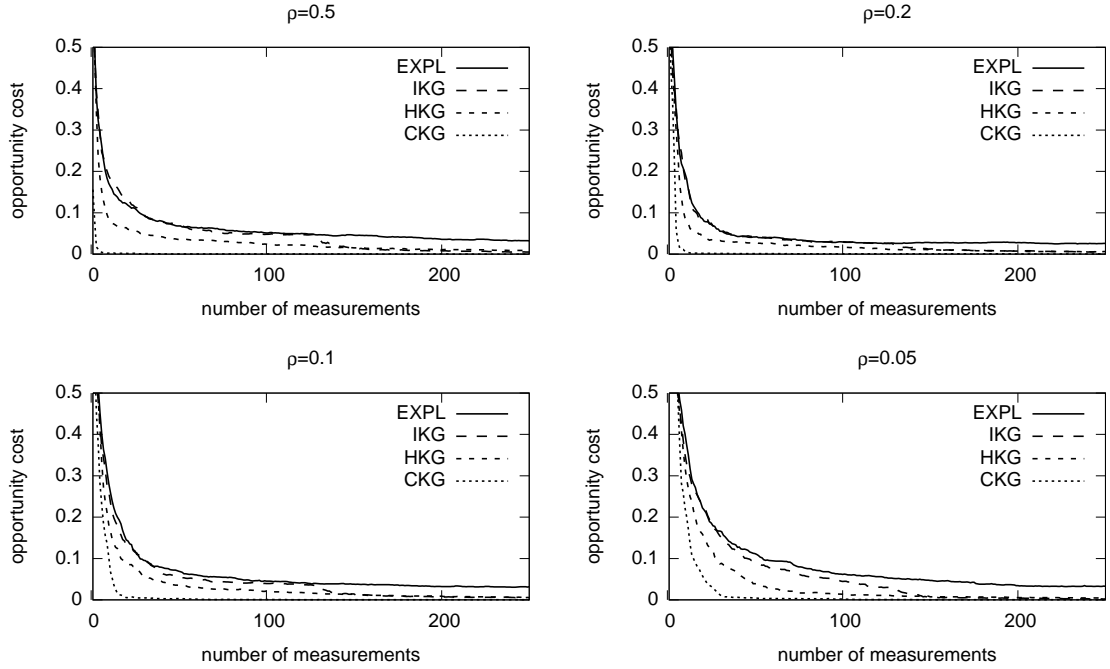 ρ=0.5
0.5
0.4
0.3
0.2
0.1
0
0
100
200
opportunity cost
number of measurements
EXPL
IKG
HKG
CKG
ρ=0.2
0.5
0.4
0.3
0.2
0.1
0
0
100
200
opportunity cost
number of measurements
EXPL
IKG
HKG
CKG
ρ=0.1
0.5
0.4
0.3
0.2
0.1
0
0
100
200
opportunity cost
number of measurements
EXPL
IKG
HKG
CKG
ρ=0.05
0.5
0.4
0.3
0.2
0.1
0
0
100
200
opportunity cost
number of measurements
EXPL
IKG
HKG
CKG